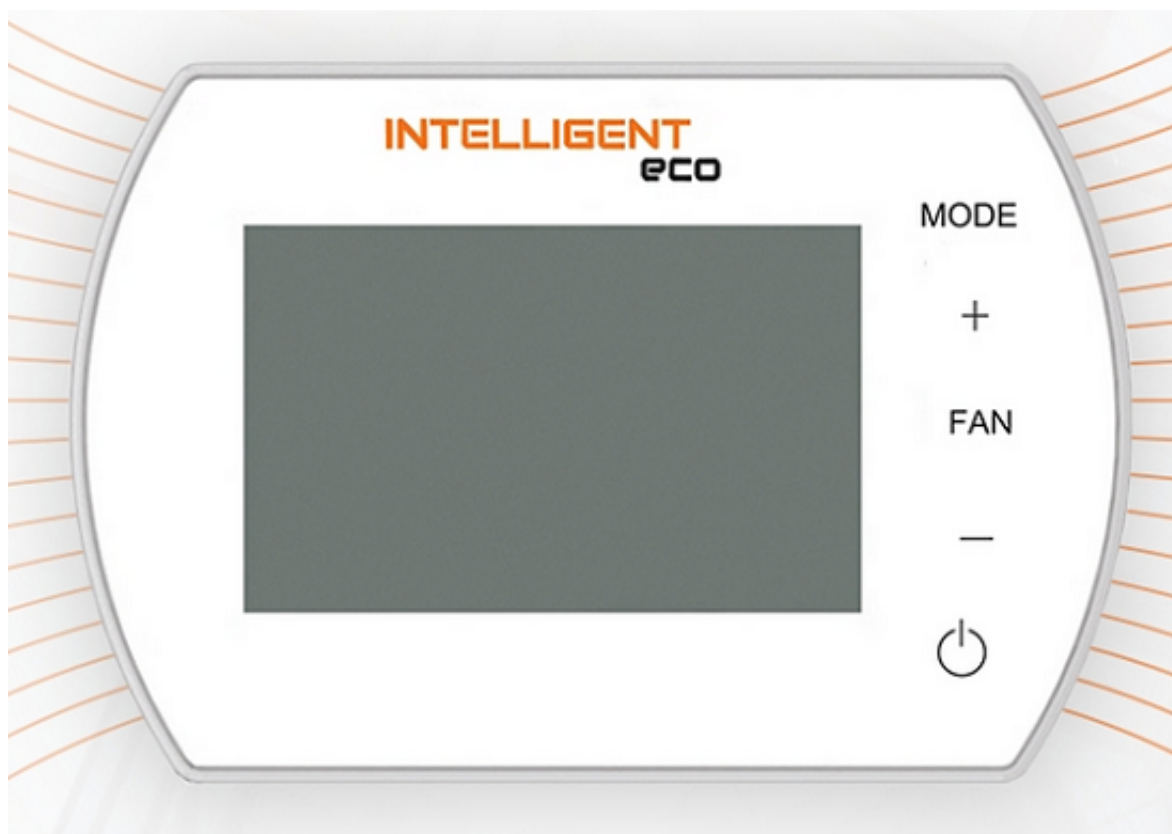 INTELLIGENT
eco
MODE
+
FAN
—